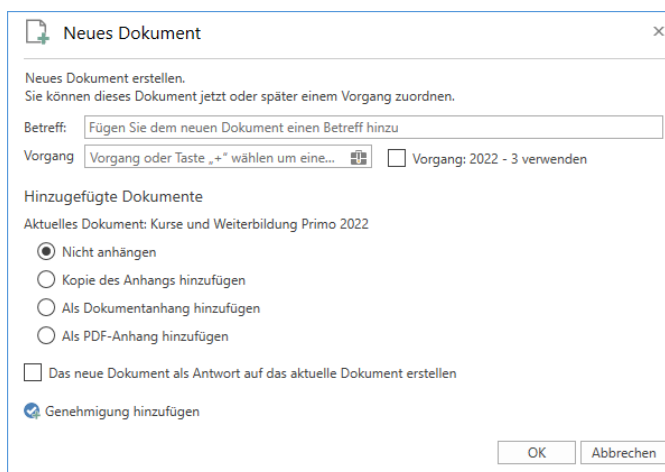 Neues Dokument
Neues Dokument erstellen.
Sie können dieses Dokument jetzt oder später einem Vorgang zuordnen.
Betreff: Fügen Sie dem neuen Dokument einen Betreff hinzu
Vorgang Vorgang oder Taste „+“ wählen um eine... Vorgang: 2022 - 3 verwenden
Hinzugefügte Dokumente
Aktuelles Dokument: Kurse und Weiterbildung Primo 2022
Nicht anhängen
Kopie des Anhangs hinzufügen
Als Dokumentanhang hinzufügen
Als PDF-Anhang hinzufügen
Das neue Dokument als Antwort auf das aktuelle Dokument erstellen
Genehmigung hinzufügen
OK Abbrechen